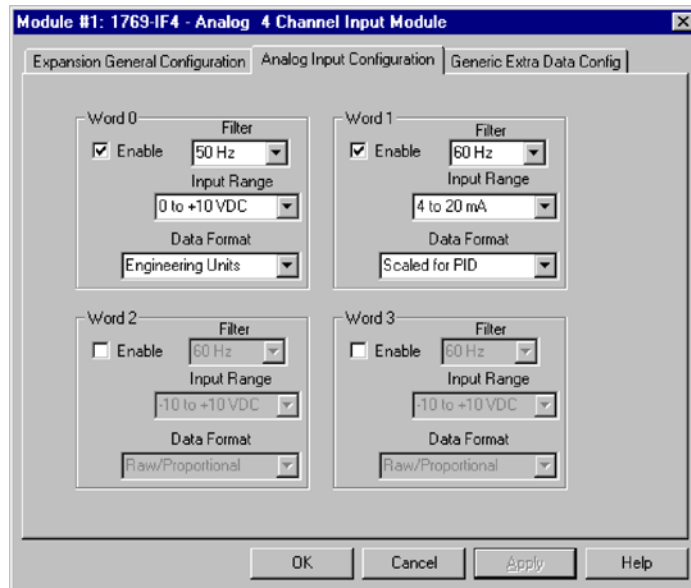 Module #1: 1769-IF4 - Analog 4 Channel Input Module
Expansion General Configuration Analog Input Configuration Generic Extra Data Config
Word 0
Filter
Enable 50 Hz
Input Range
0 to +10 VDC
Data Format
Engineering Units
Word 1
Filter
Enable 60 Hz
Input Range
4 to 20 mA
Data Format
Scaled for PID
Word 2
Filter
Enable 60 Hz
Input Range
-10 to +10 VDC
Data Format
Raw/Proportional
Word 3
Filter
Enable 60 Hz
Input Range
-10 to +10 VDC
Data Format
Raw/Proportional
OK Cancel Apply Help